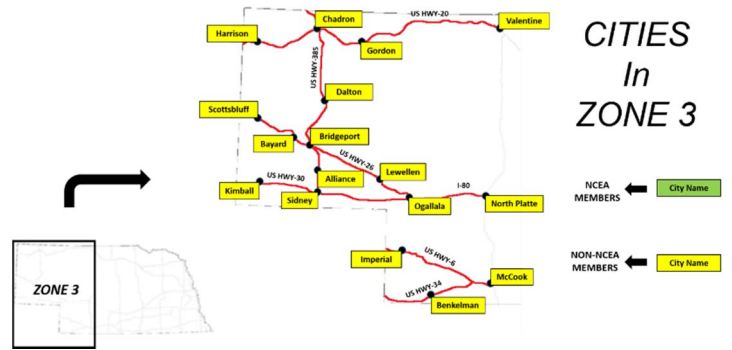 US HWY-20
Chadron
Valentine
Harrison
Gordon
CITIES
In
ZONE 3
US HWY-385
Dalton
Scottsbluff
Bridgeport
Bayard
US HWY-26
Lewellen
Alliance
US HWY-30
Kimball
Sidney
I-80
Ogallala
North Platte
NCEA
MEMBERS
City Name
Imperial
US HWY-6
NON-NCEA
MEMBERS
City Name
McCook
US HWY-34
Benkelman
ZONE 3